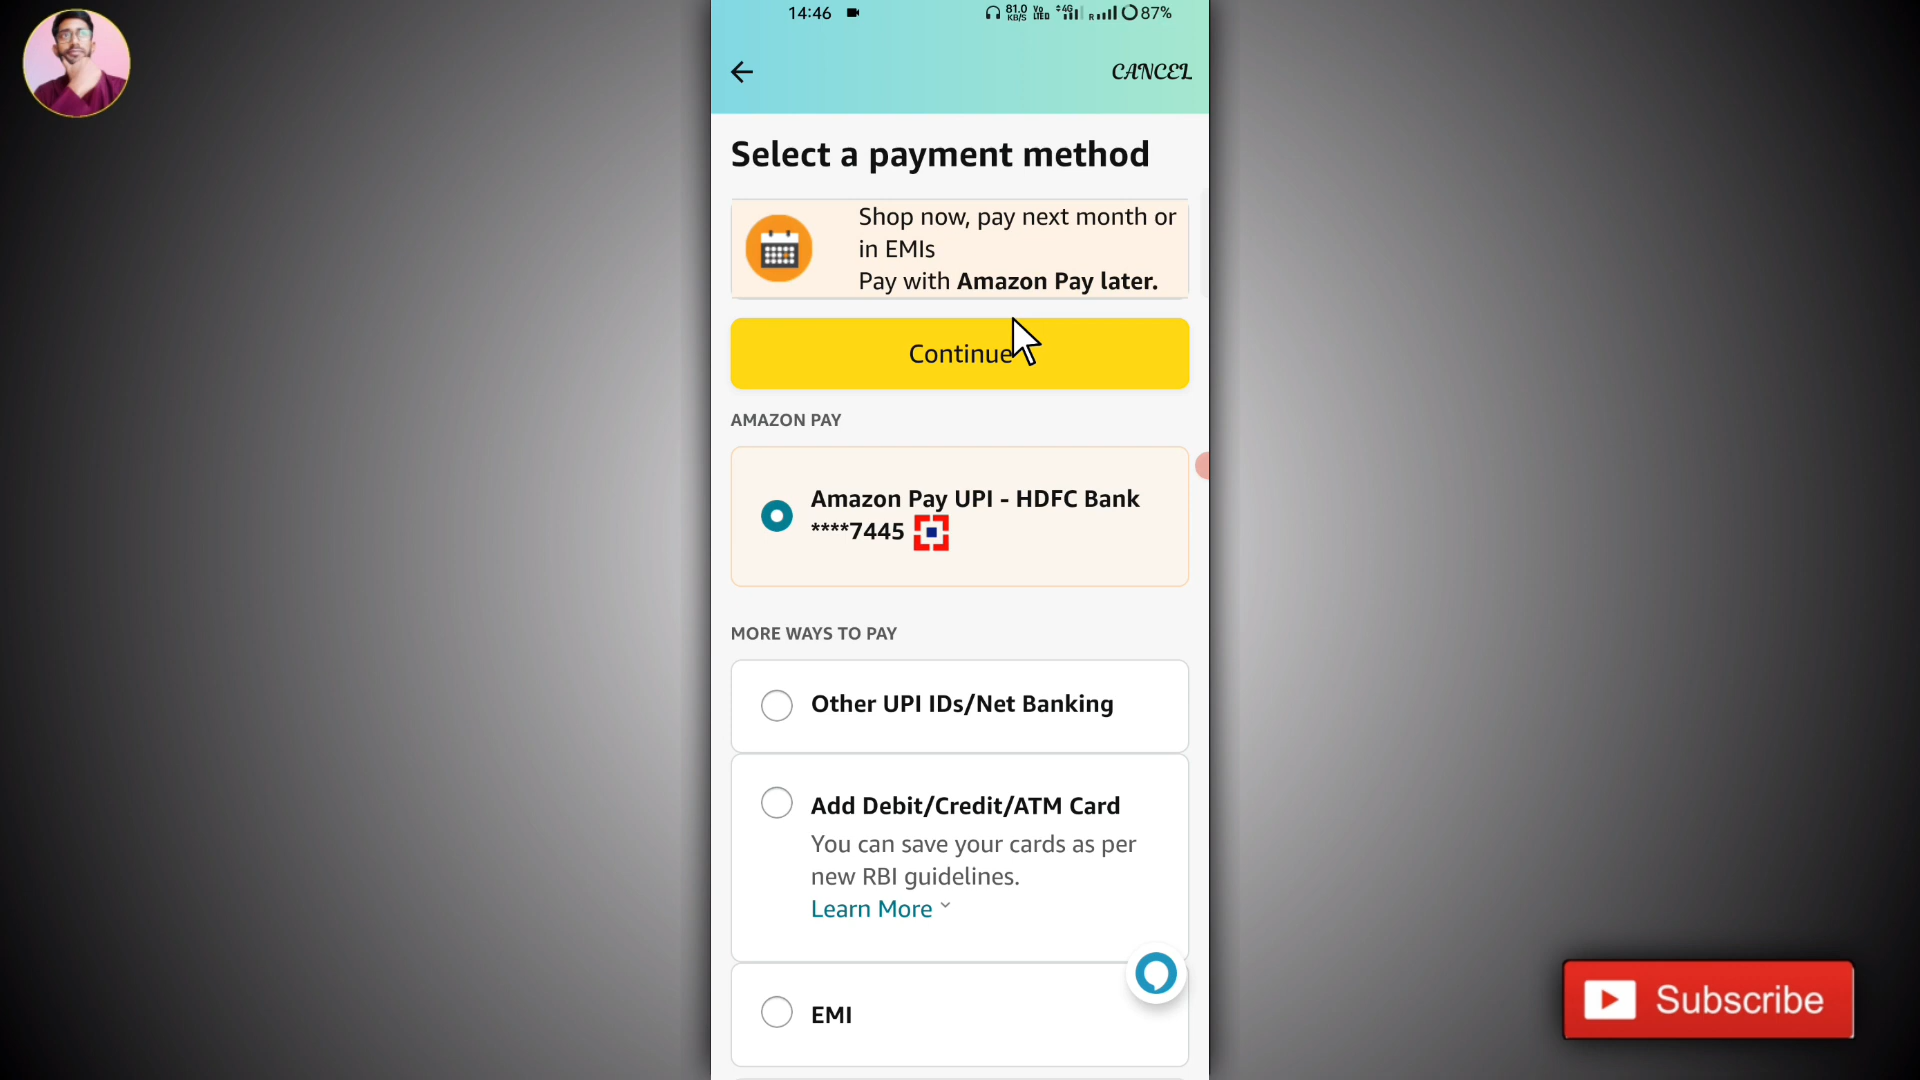 14:46 81.0 KB/S Vo LTE 4G R 87%
CANCEL
Select a payment method
Shop now, pay next month or
in EMIs
Pay with Amazon Pay later.
Continue
AMAZON PAY
Amazon Pay UPI - HDFC Bank
****7445
MORE WAYS TO PAY
Other UPI IDs/Net Banking
Add Debit/Credit/ATM Card
You can save your cards as per
new RBI guidelines.
Learn More
EMI
Subscribe